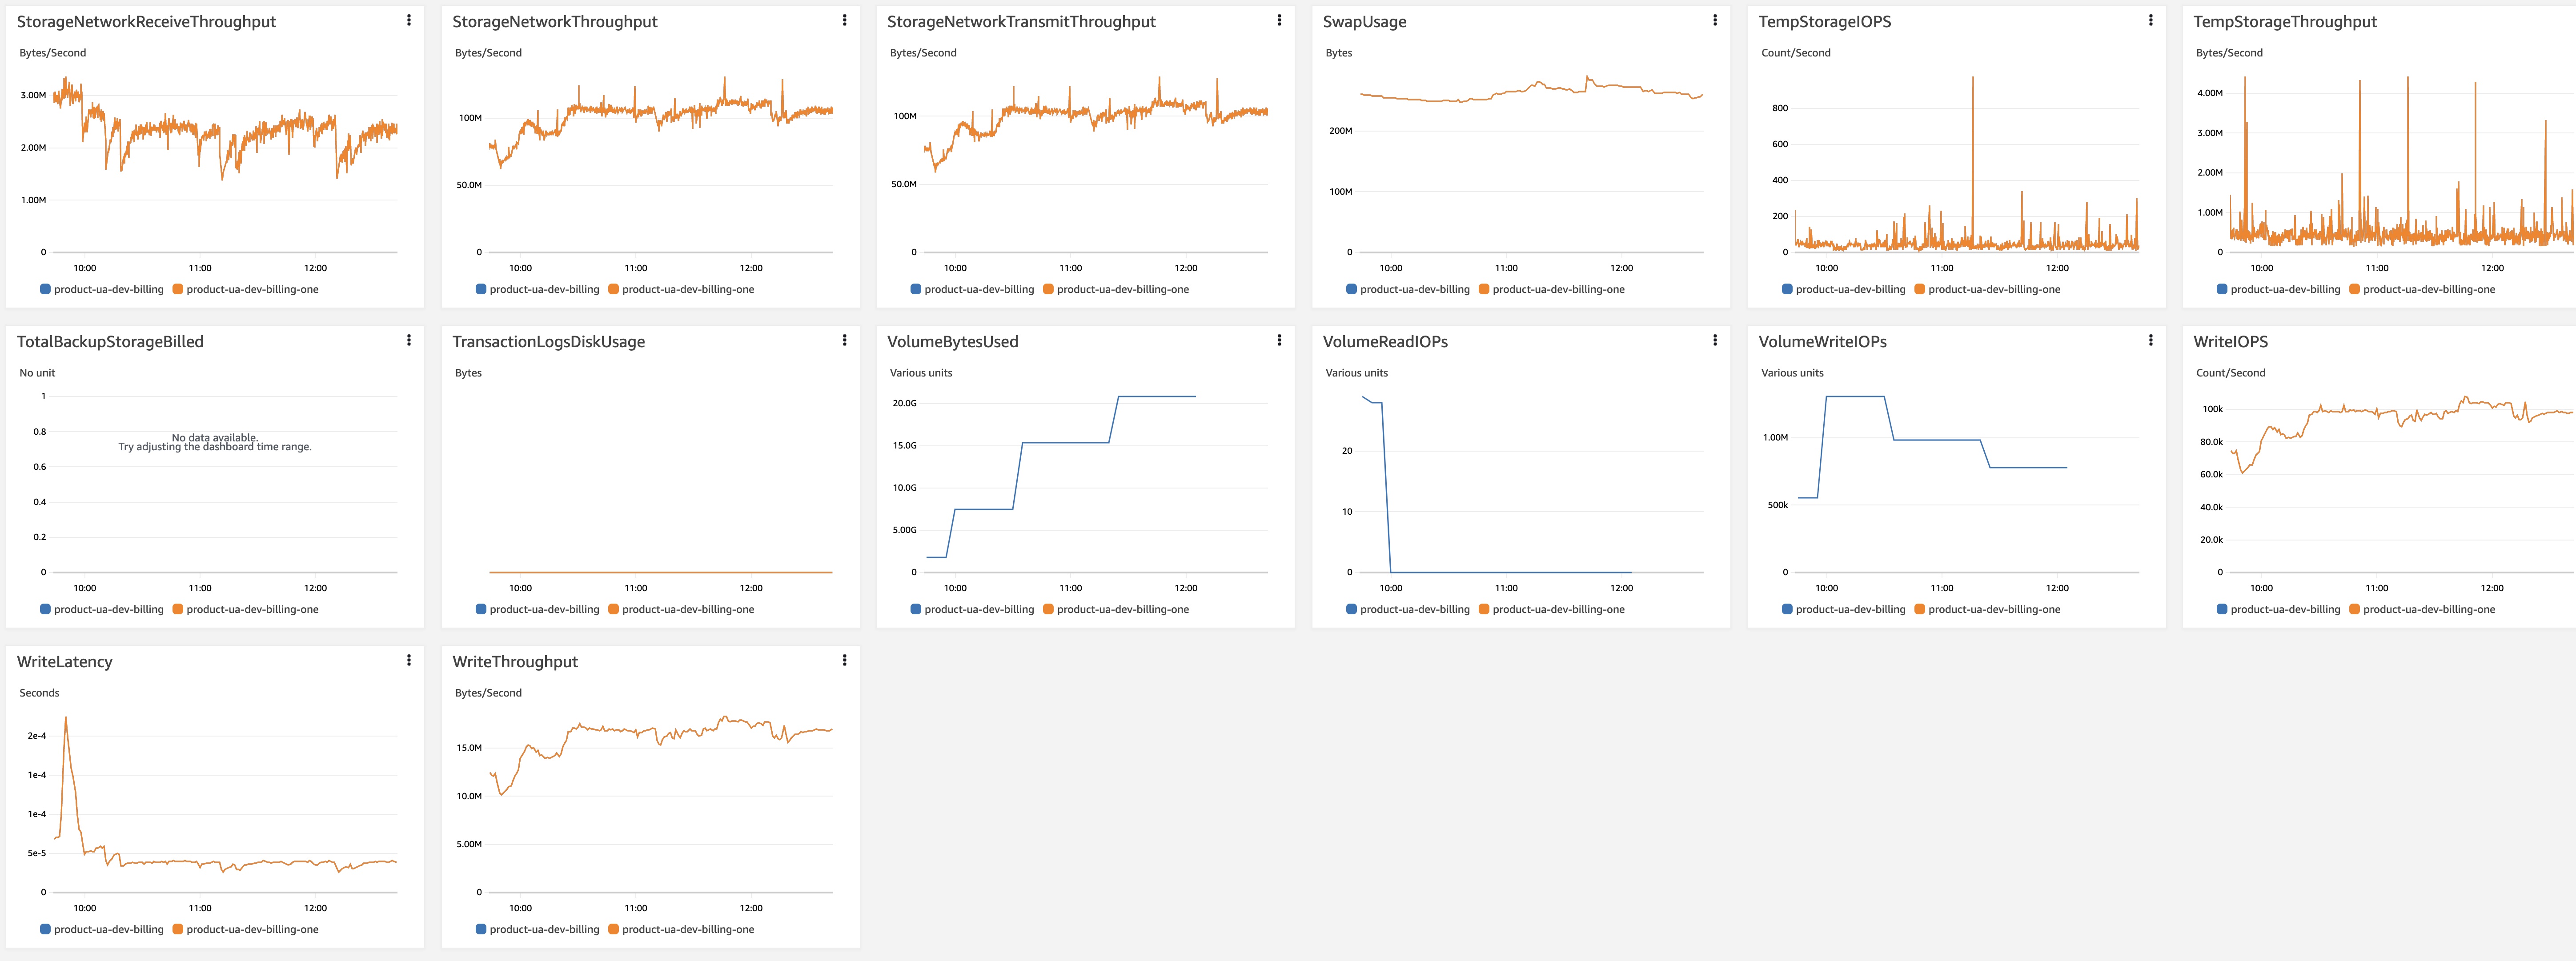 StorageNetworkReceiveThroughput
Bytes/Second
3.00M
2.00M
1.00M
0
10:00 11:00 12:00
product-ua-dev-billing product-ua-dev-billing-one
StorageNetworkThroughput
Bytes/Second
100M
50.0M
0
10:00 11:00 12:00
product-ua-dev-billing product-ua-dev-billing-one
StorageNetworkTransmitThroughput
Bytes/Second
100M
50.0M
0
10:00 11:00 12:00
product-ua-dev-billing product-ua-dev-billing-one
SwapUsage
Bytes
200M
100M
0
10:00 11:00 12:00
product-ua-dev-billing product-ua-dev-billing-one
TempStorageIOPS
Count/Second
800
600
400
200
0
10:00 11:00 12:00
product-ua-dev-billing product-ua-dev-billing-one
TempStorageThroughput
Bytes/Second
4.00M
3.00M
2.00M
1.00M
0
10:00 11:00 12:00
product-ua-dev-billing product-ua-dev-billing-one
TotalBackupStorageBilled
No unit
1
0.8
No data available.
Try adjusting the dashboard time range.
0.6
0.4
0.2
0
10:00 11:00 12:00
product-ua-dev-billing product-ua-dev-billing-one
TransactionLogsDiskUsage
Bytes
10:00 11:00 12:00
product-ua-dev-billing product-ua-dev-billing-one
VolumeBytesUsed
Various units
20.0G
15.0G
10.0G
5.00G
0
10:00 11:00 12:00
product-ua-dev-billing product-ua-dev-billing-one
VolumeReadIOPs
Various units
20
10
0
10:00 11:00 12:00
product-ua-dev-billing product-ua-dev-billing-one
VolumeWriteIOPs
Various units
1.00M
500k
0
10:00 11:00 12:00
product-ua-dev-billing product-ua-dev-billing-one
WriteIOPS
Count/Second
100k
80.0k
60.0k
40.0k
20.0k
0
10:00 11:00 12:00
product-ua-dev-billing product-ua-dev-billing-one
WriteLatency
Seconds
2e-4
1e-4
1e-4
5e-5
0
10:00 11:00 12:00
product-ua-dev-billing product-ua-dev-billing-one
WriteThroughput
Bytes/Second
15.0M
10.0M
5.00M
0
10:00 11:00 12:00
product-ua-dev-billing product-ua-dev-billing-one